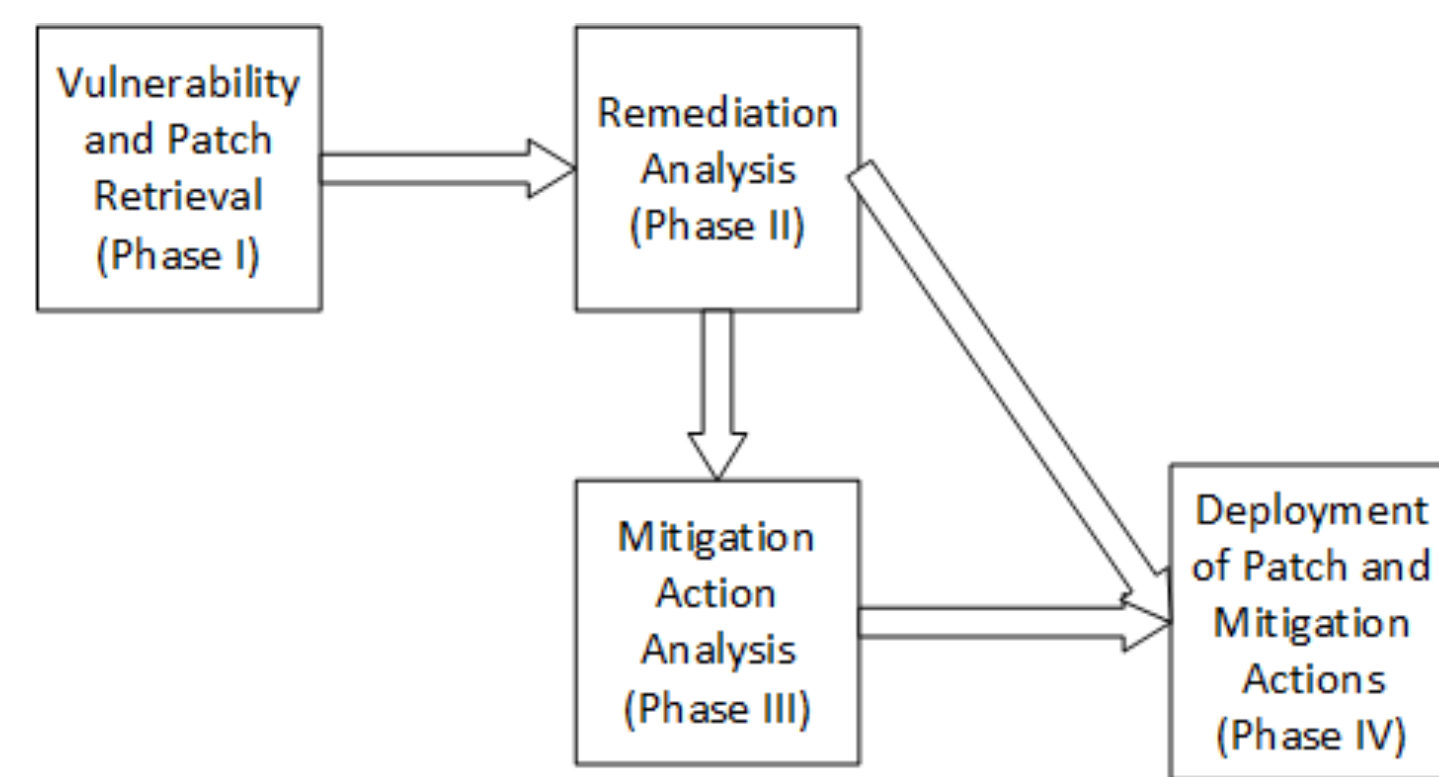 Vulnerability
and Patch
Retrieval
(Phase I)
Remediation
Analysis
(Phase II)
Mitigation
Action
Analysis
(Phase III)
Deployment
of Patch and
Mitigation
Actions
(Phase IV)